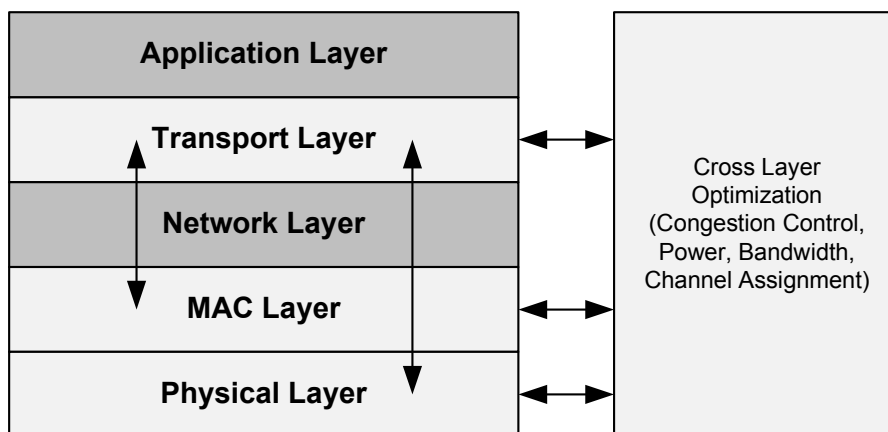 Application Layer
Transport Layer
Network Layer
MAC Layer
Physical Layer
Cross Layer
Optimization
(Congestion Control,
Power, Bandwidth,
Channel Assignment)